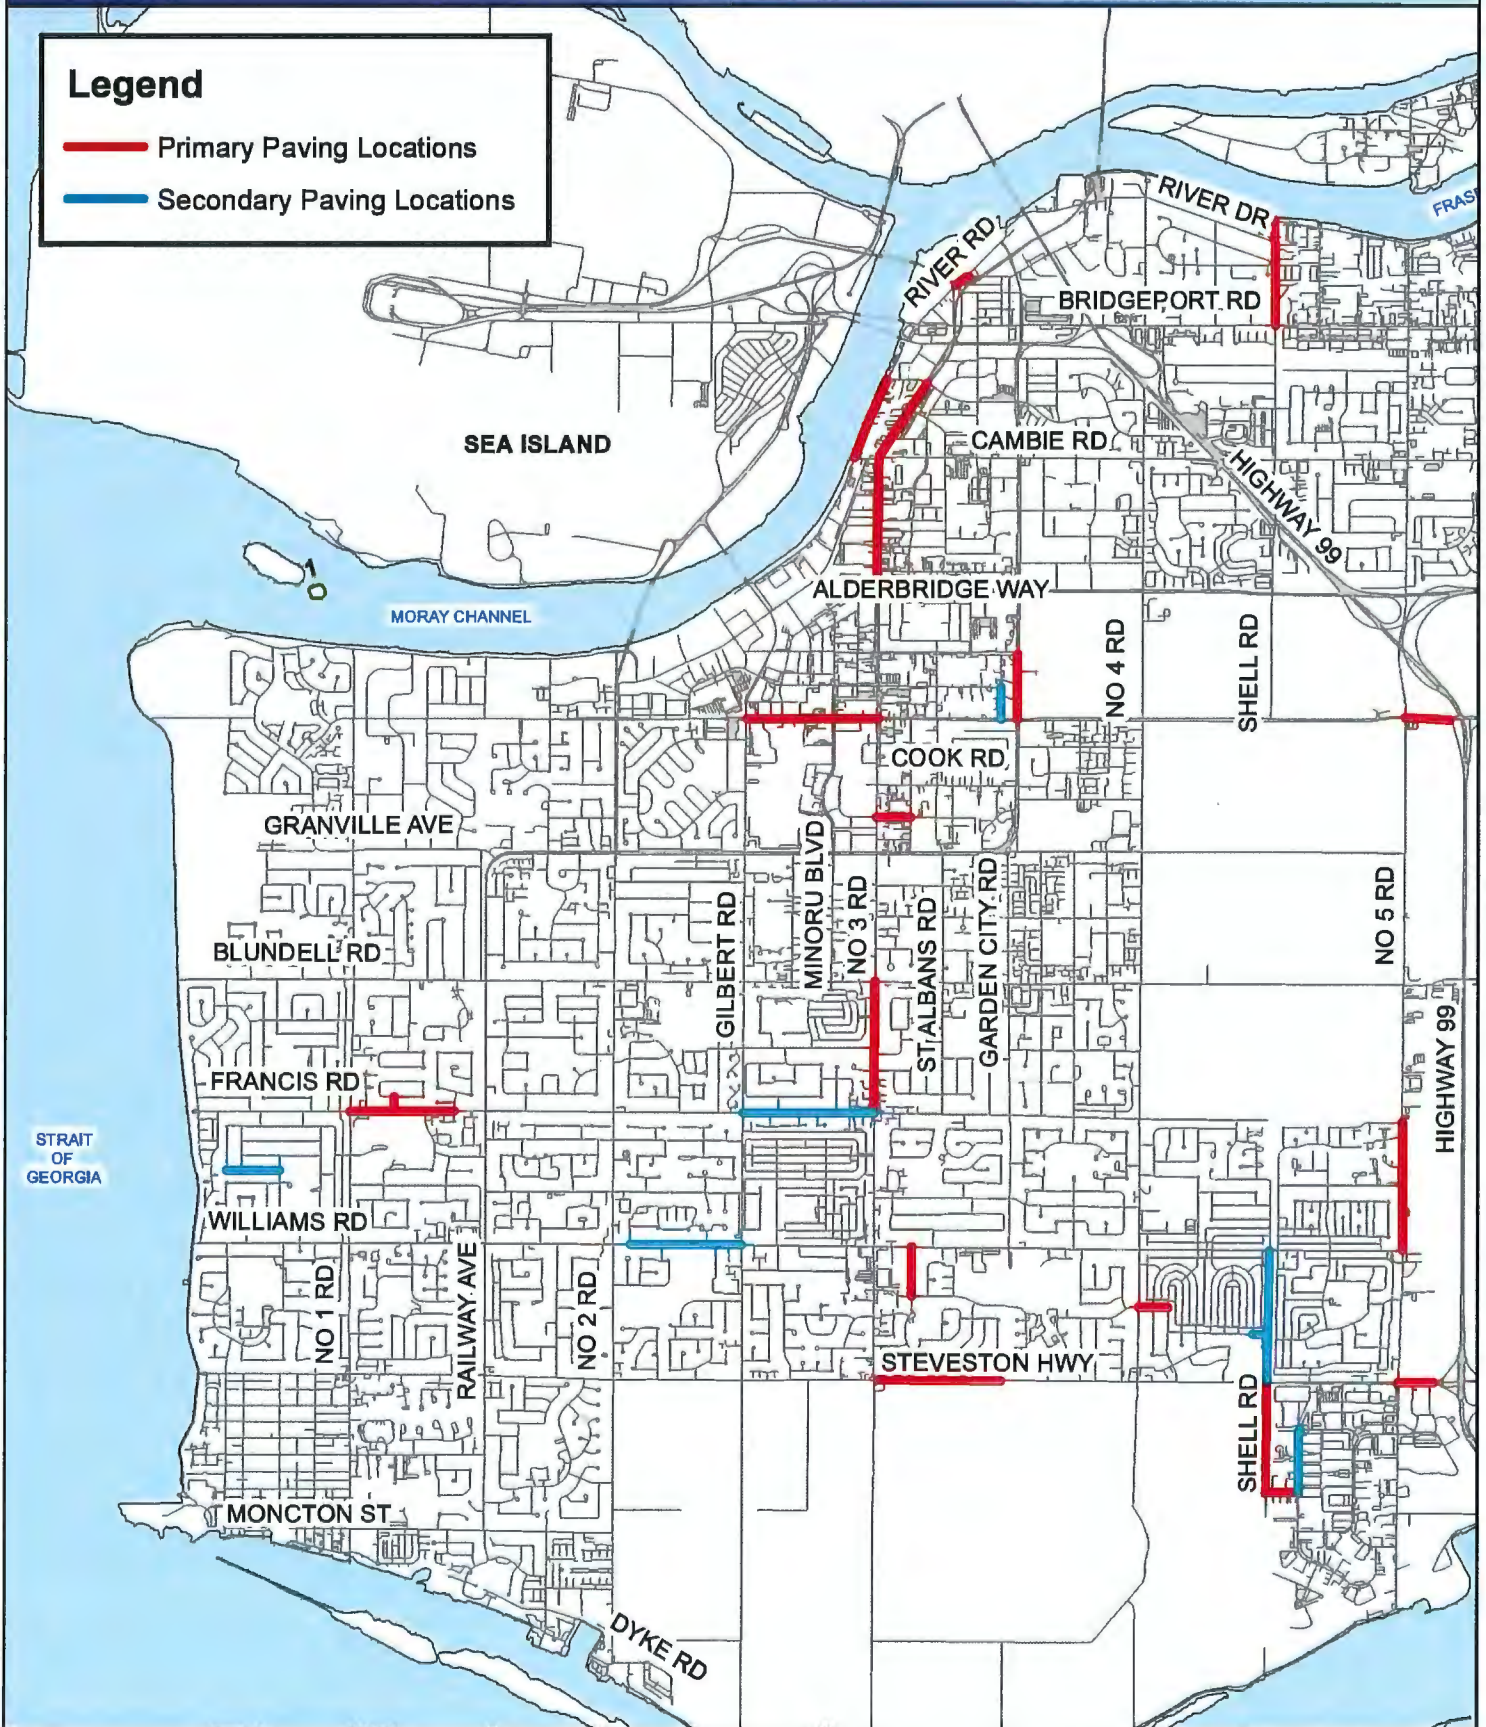 Legend
Primary Paving Locations
Secondary Paving Locations
RIVER DR
RIVER RD
BRIDGEPORT RD
SEA ISLAND
CAMBIE RD
HIGHWAY 99
1
MORAY CHANNEL
ALDERBRIDGE WAY
NO 4 RD
SHELL RD
COOK RD
GRANVILLE AVE
MINORU BLVD
NO 3 RD
ST ALBANS RD
GARDEN CITY RD
GILBERT RD
NO 5 RD
BLUNDELL RD
HIGHWAY 99
FRANCIS RD
STRAIT
OF
GEORGIA
WILLIAMS RD
NO 1 RD
RAILWAY AVE
NO 2 RD
STEVESTON HWY
SHELL RD
MONCTON ST
DYKE RD